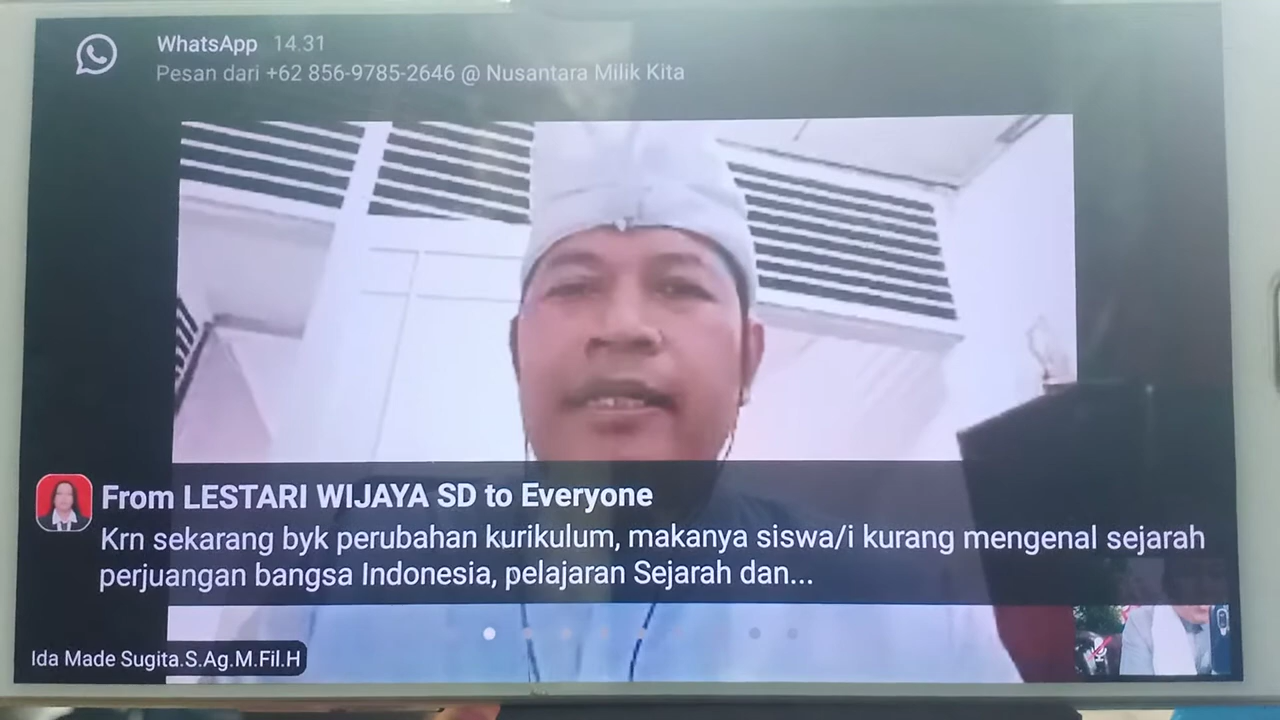 WhatsApp 14.31
Pesan dari +62 856-9785-2646 @ Nusantara Milik Kita
From LESTARI WIJAYA SD to Everyone
Krn sekarang byk perubahan kurikulum, makanya siswa/i kurang mengenal sejarah
perjuangan bangsa Indonesia, pelajaran Sejarah dan...
Ida Made Sugita.S.Ag.M.Fil.H